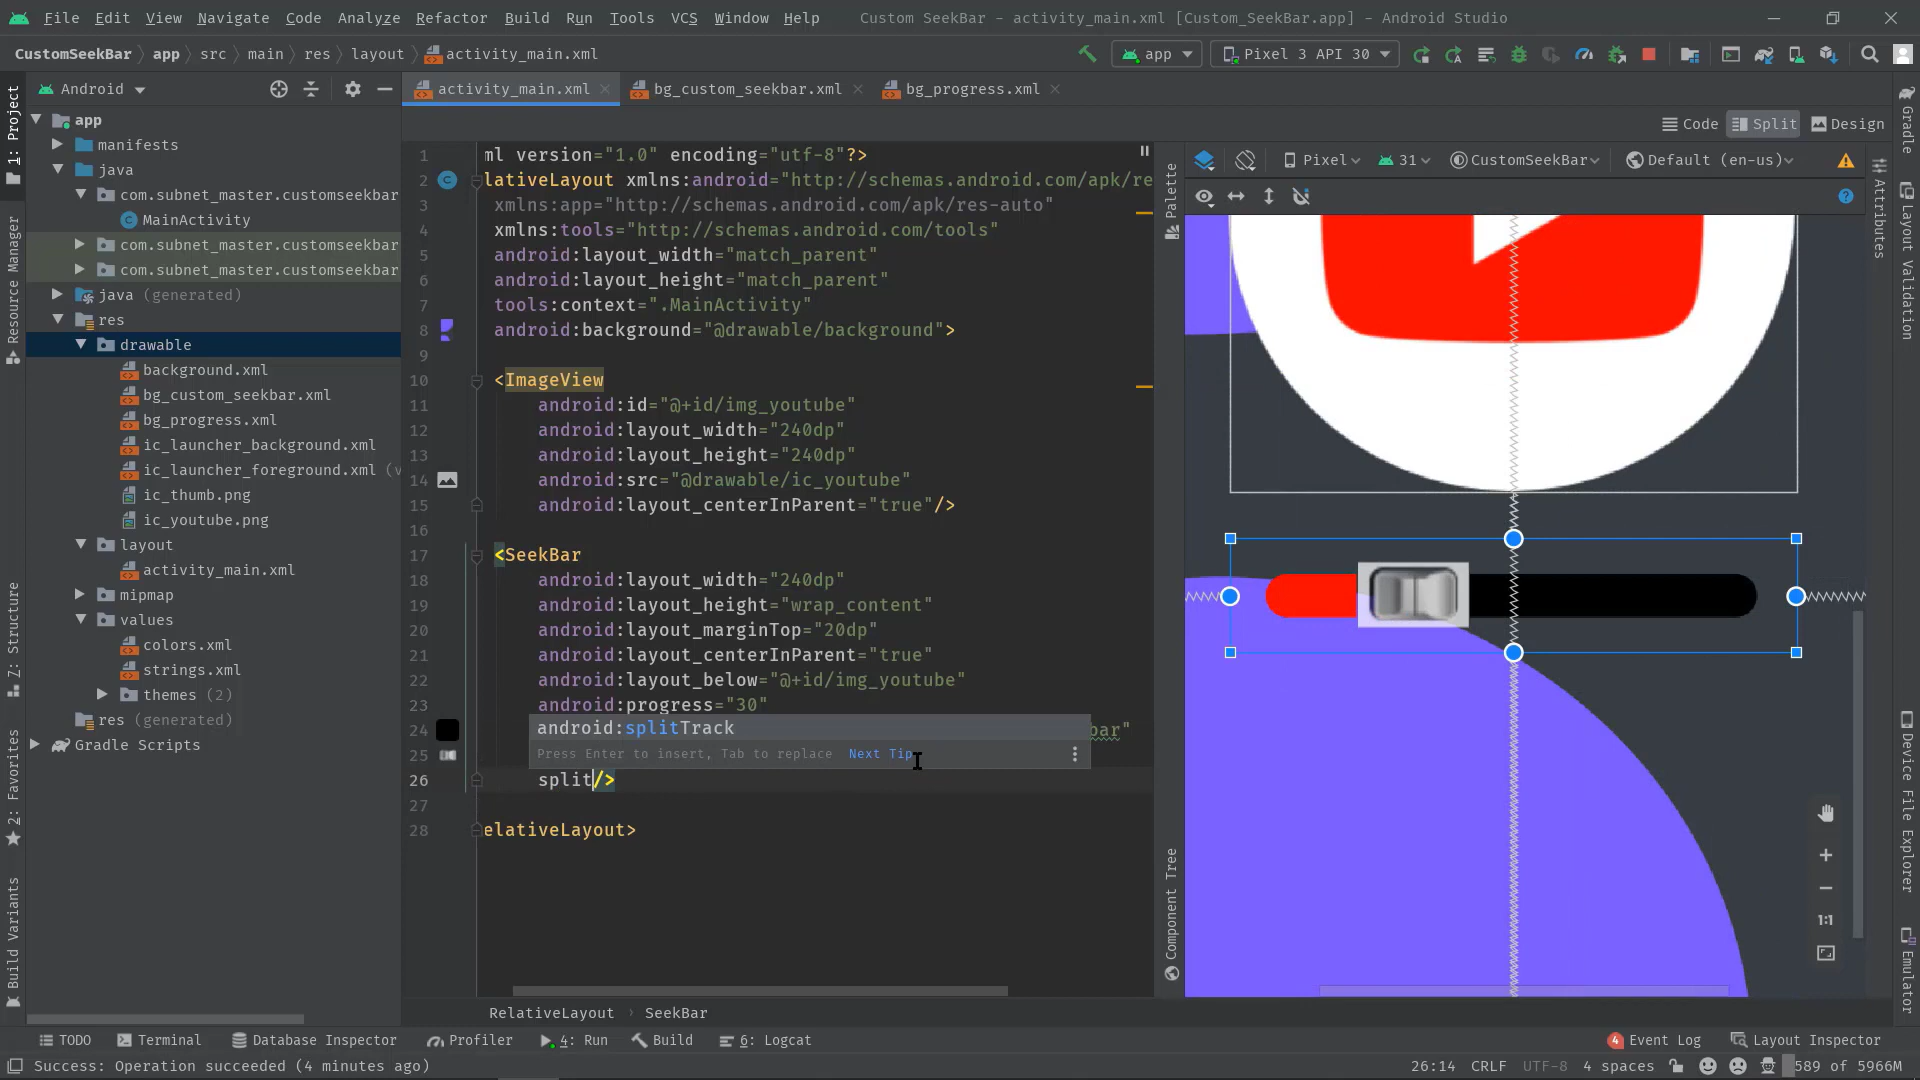 File Edit View Navigate Code Analyze Refactor Build Run Tools VCS Window Help Custom SeekBar - activity_main.xml [Custom_SeekBar.app] - Android Studio
CustomSeekBar app src main res layout activity_main.xml app Pixel 3 API 30
Android activity_main.xml bg_custom_seekbar.xml bg_progress.xml
Code Split Design
Pixel 31 CustomSeekBar Default (en-us)
1: Project
Resource Manager
Z: Structure
2: Favorites
Build Variants
app
manifests
java
com.subnet_master.customseekbar
MainActivity
com.subnet_master.customseekbar
com.subnet_master.customseekbar
java (generated)
res
drawable
background.xml
bg_custom_seekbar.xml
bg_progress.xml
ic_launcher_background.xml
ic_launcher_foreground.xml (v
ic_thumb.png
ic_youtube.png
layout
activity_main.xml
mipmap
values
colors.xml
strings.xml
themes (2)
res (generated)
Gradle Scripts
1 ml version="1.0" encoding="utf-8"?>
2 lativeLayout xmlns:android="http://schemas.android.com/apk/re
3 xmlns:app="http://schemas.android.com/apk/res-auto"
4 xmlns:tools="http://schemas.android.com/tools"
5 android:layout_width="match_parent"
6 android:layout_height="match_parent"
7 tools:context=".MainActivity"
8 android:background="@drawable/background">
9
10 <ImageView
11 android:id="@+id/img_youtube"
12 android:layout_width="240dp"
13 android:layout_height="240dp"
14 android:src="@drawable/ic_youtube"
15 android:layout_centerInParent="true"/>
16
17 <SeekBar
18 android:layout_width="240dp"
19 android:layout_height="wrap_content"
20 android:layout_marginTop="20dp"
21 android:layout_centerInParent="true"
22 android:layout_below="@+id/img_youtube"
23 android:progress="30"
24 bar"
android:splitTrack
25
Press Enter to insert, Tab to replace Next Tip
26 split/>
27
28 elativeLayout>
Palette
Component Tree
Gradle
Layout Validation
Attributes
Device File Explorer
Emulator
1:1
RelativeLayout SeekBar
TODO Terminal Database Inspector Profiler 4: Run Build 6: Logcat 4 Event Log Layout Inspector
Success: Operation succeeded (4 minutes ago) 26:14 CRLF UTF-8 4 spaces 589 of 5966M